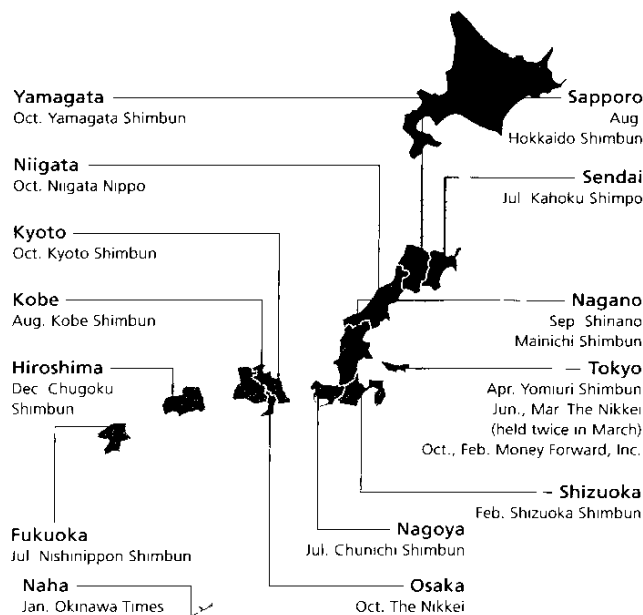 Yamagata
Oct. Yamagata Shimbun
Niigata
Oct. Niigata Nippo
Kyoto
Oct. Kyoto Shimbun
Kobe
Aug. Kobe Shimbun
Hiroshima
Dec Chugoku
Shimbun
Fukuoka
Jul Nishinippon Shimbun
Naha
Jan. Okinawa Times
Sapporo
Aug
Hokkaido Shimbun
Sendai
Jul Kahoku Shimpo
Nagano
Sep Shinano
Mainichi Shimbun
Tokyo
Apr. Yomiuri Shimbun
Jun., Mar The Nikkei
(held twice in March)
Oct., Feb. Money Forward, Inc.
Shizuoka
Feb. Shizuoka Shimbun
Nagoya
Jul. Chunichi Shimbun
Osaka
Oct. The Nikkei